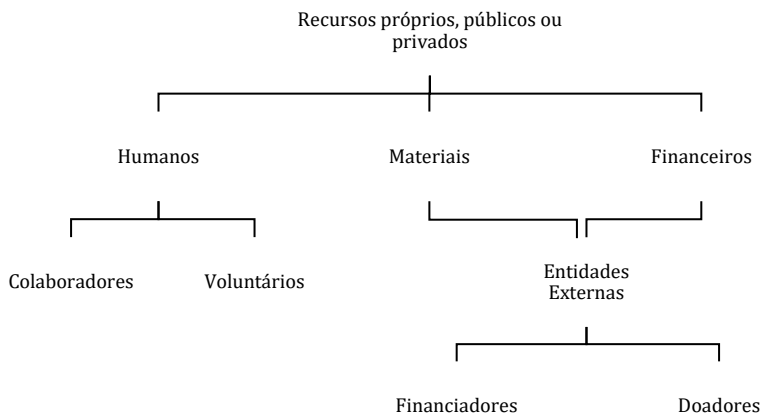 Recursos próprios, públicos ou
privados
Humanos
Materiais
Financeiros
Colaboradores
Voluntários
Entidades
Externas
Financiadores
Doadores